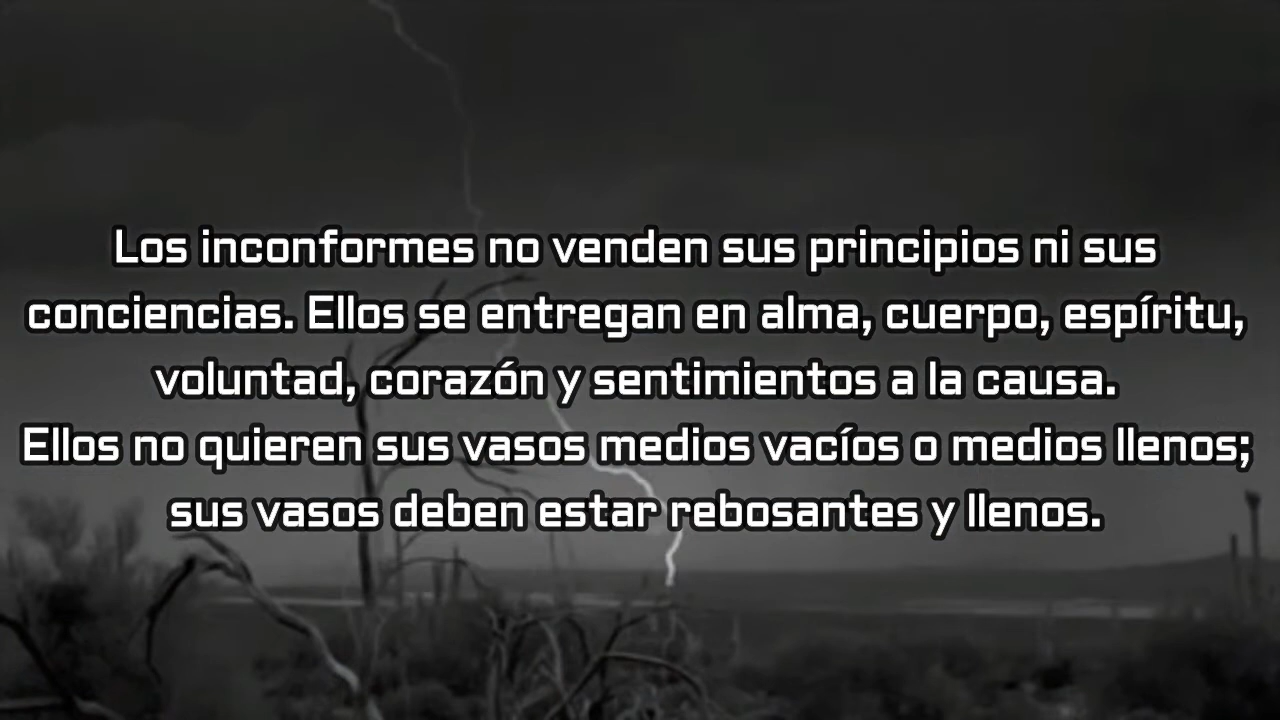 Los inconformes no venden sus principios ni sus
conciencias. Ellos se entregan en alma, cuerpo, espíritu,
voluntad, corazón y sentimientos a la causa.
Ellos no quieren sus vasos medios vacíos o medios llenos;
sus vasos deben estar rebosantes y llenos.